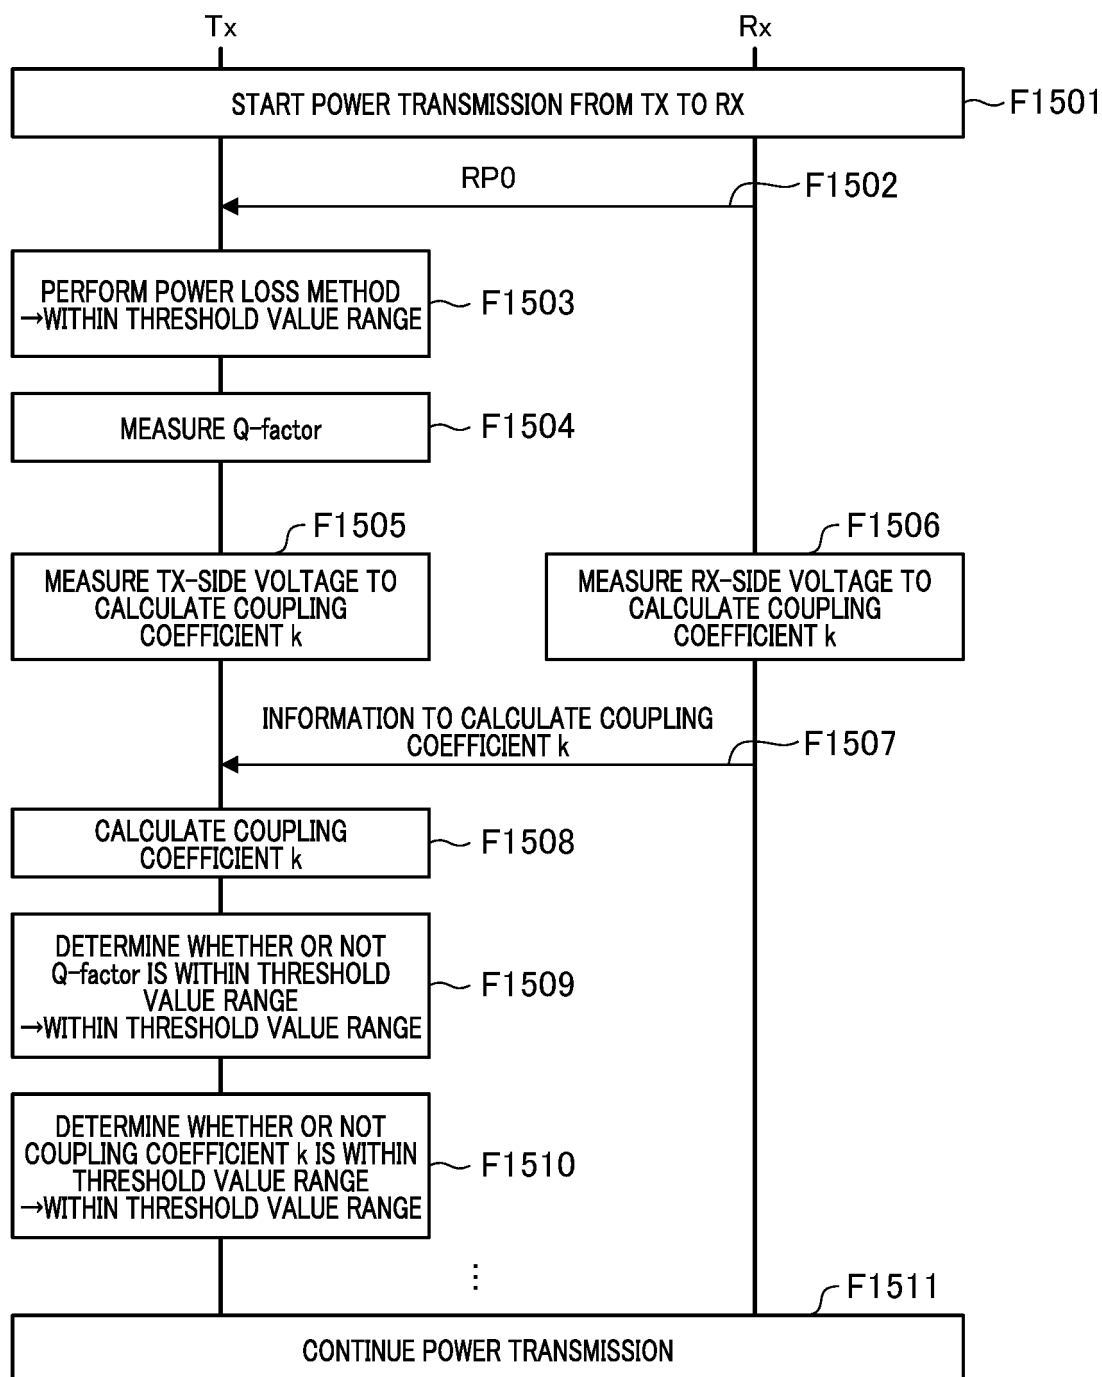 Tx
Rx
START POWER TRANSMISSION FROM TX TO RX
F1501
RP0
F1502
PERFORM POWER LOSS METHOD
→WITHIN THRESHOLD VALUE RANGE
F1503
MEASURE Q-factor
F1504
F1505
MEASURE TX-SIDE VOLTAGE TO
CALCULATE COUPLING
COEFFICIENT k
F1506
MEASURE RX-SIDE VOLTAGE TO
CALCULATE COUPLING
COEFFICIENT k
INFORMATION TO CALCULATE COUPLING
COEFFICIENT k
F1507
CALCULATE COUPLING
COEFFICIENT k
F1508
DETERMINE WHETHER OR NOT
Q-factor IS WITHIN THRESHOLD
VALUE RANGE
→WITHIN THRESHOLD VALUE RANGE
F1509
DETERMINE WHETHER OR NOT
COUPLING COEFFICIENT k IS WITHIN
THRESHOLD VALUE RANGE
→WITHIN THRESHOLD VALUE RANGE
F1510
⋮
F1511
CONTINUE POWER TRANSMISSION